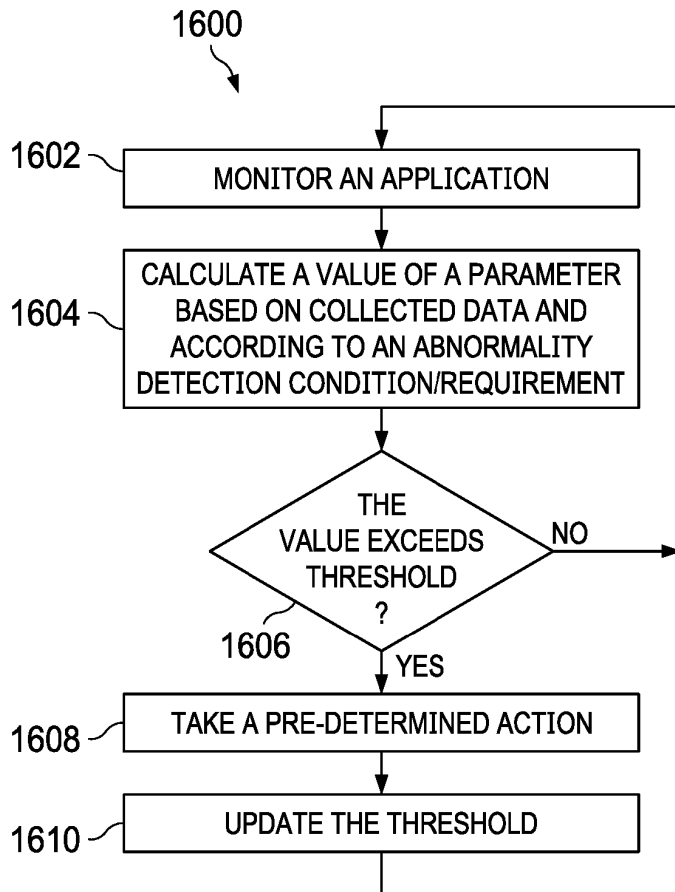 1600
1602
MONITOR AN APPLICATION
1604
CALCULATE A VALUE OF A PARAMETER
BASED ON COLLECTED DATA AND
ACCORDING TO AN ABNORMALITY
DETECTION CONDITION/REQUIREMENT
THE
VALUE EXCEEDS
THRESHOLD
?
NO
1606
YES
1608
TAKE A PRE-DETERMINED ACTION
1610
UPDATE THE THRESHOLD